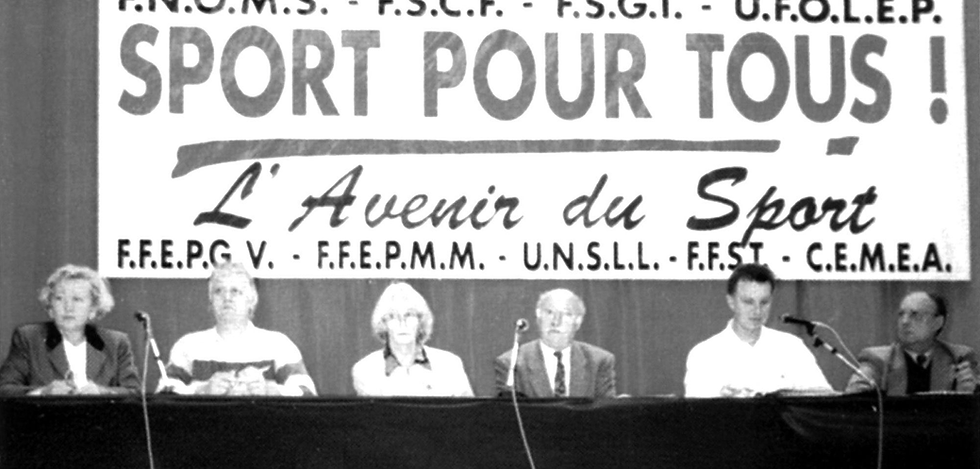 F.N.O.M.S. - F.S.C.F. - F.S.G.T. - U.F.O.L.E.P.
SPORT POUR TOUS !
L'Avenir du Sport
F.F.E.P.G.V. - F.F.E.P.M.M. - U.N.S.L.L. - F.F.S.T. - C.E.M.E.A.